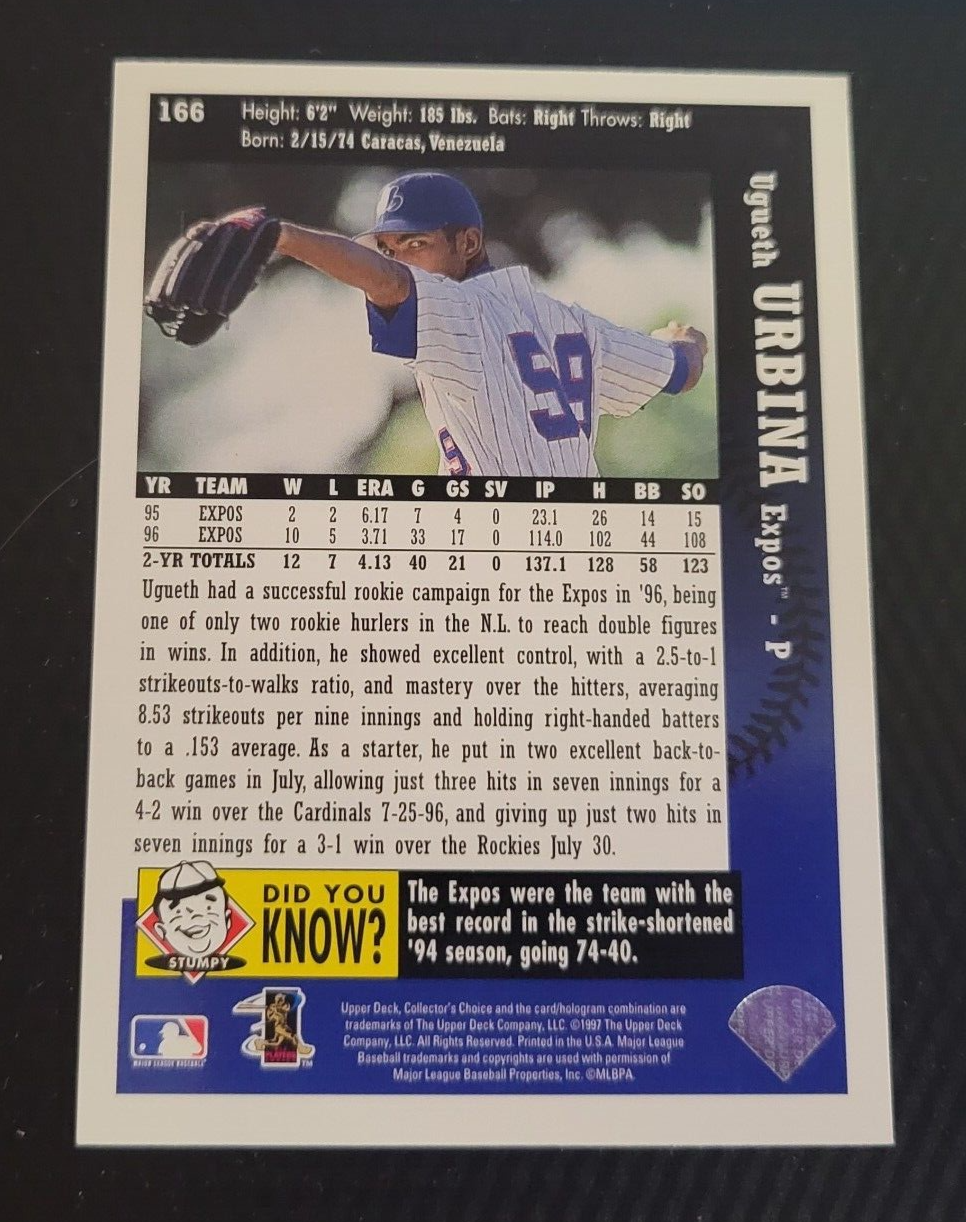 166
Height: 6'2" Weight: 185 lbs. Bats: Right Throws: Right
Born: 2/15/74 Caracas, Venezuela
Ugueth URBINA Expos™ - P
59
5
YR TEAM W L ERA G GS SV IP H BB SO
95 EXPOS 2 2 6.17 7 4 0 23.1 26 14 15
96 EXPOS 10 5 3.71 33 17 0 114.0 102 44 108
2-YR TOTALS 12 7 4.13 40 21 0 137.1 128 58 123
Ugueth had a successful rookie campaign for the Expos in '96, being
one of only two rookie hurlers in the N.L. to reach double figures
in wins. In addition, he showed excellent control, with a 2.5-to-1
strikeouts-to-walks ratio, and mastery over the hitters, averaging
8.53 strikeouts per nine innings and holding right-handed batters
to a .153 average. As a starter, he put in two excellent back-to-
back games in July, allowing just three hits in seven innings for a
4-2 win over the Cardinals 7-25-96, and giving up just two hits in
seven innings for a 3-1 win over the Rockies July 30.
STUMPY
DID YOU
KNOW?
The Expos were the team with the
best record in the strike-shortened
'94 season, going 74-40.
MAJOR LEAGUE BASEBALL
PLAYERS
™
Upper Deck, Collector's Choice and the card/hologram combination are
trademarks of The Upper Deck Company, LLC. ©1997 The Upper Deck
Company, LLC. All Rights Reserved. Printed in the U.S.A. Major League
Baseball trademarks and copyrights are used with permission of
Major League Baseball Properties, Inc. ©MLBPA